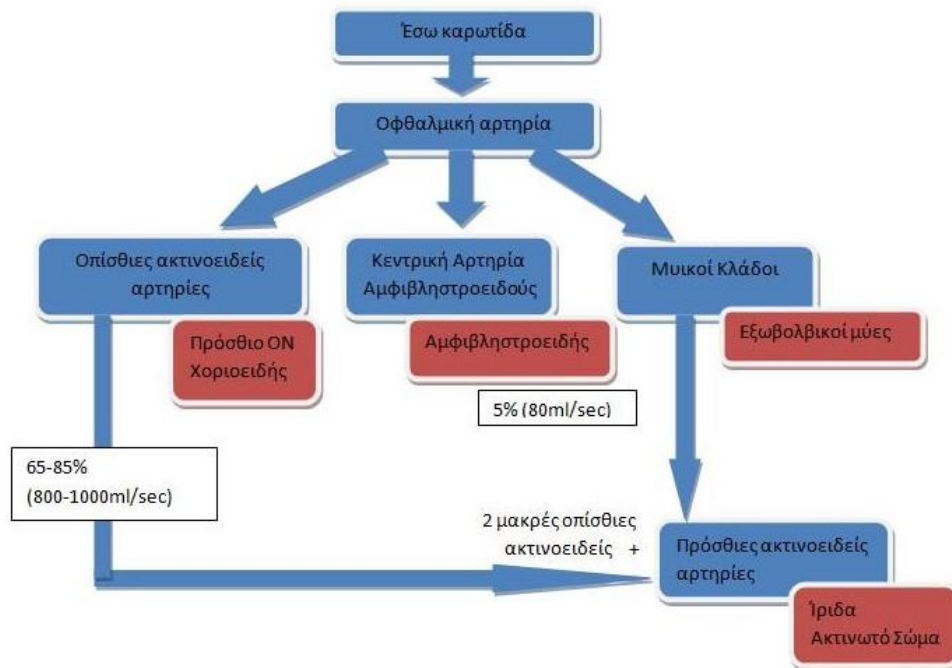 Έσω καρωτίδα
Οφθαλμική αρτηρία
Οπίσθιες ακτινοειδείς
αρτηρίες
Κεντρική Αρτηρία
Αμφιβληστροειδούς
Μυικοί Κλάδοι
Πρόσθιο ΟΝ
Χοριοειδής
Αμφιβληστροειδής
Εξωβολβικοί μύες
5% (80ml/sec)
65-85%
(800-1000ml/sec)
2 μακρές οπίσθιες
ακτινοειδείς +
Πρόσθιες ακτινοειδείς
αρτηρίες
Ίριδα
Ακτινωτό Σώμα